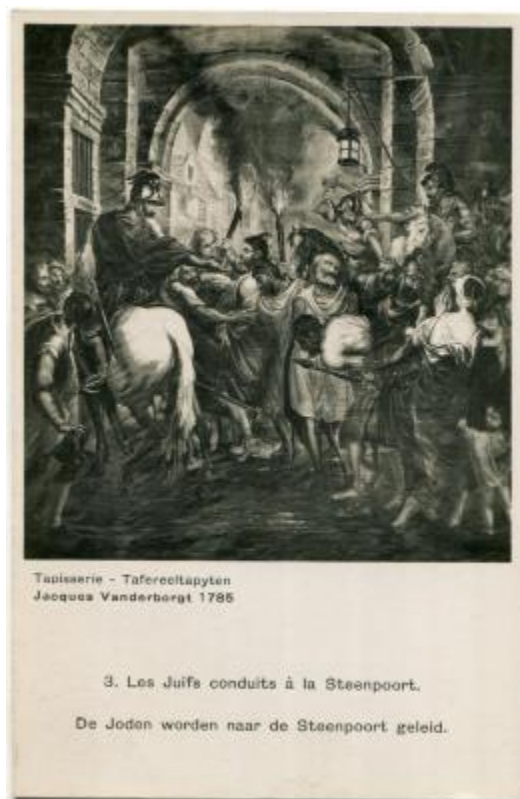 Tapisserie - Tafereeltapyten
Jacques Vanderborgt 1785
3. Les Juifs conduits à la Steenpoort.
De Joden worden naar de Steenpoort geleid.